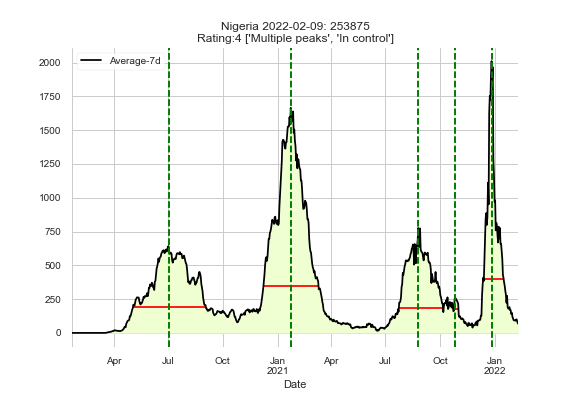 Nigeria 2022-02-09: 253875
Rating:4 ['Multiple peaks', 'In control']
Average-7d
2000
1750
1500
1250
1000
750
500
250
0
Apr
Jul
Oct
Jan
2021
Apr
Jul
Oct
Jan
2022
Date